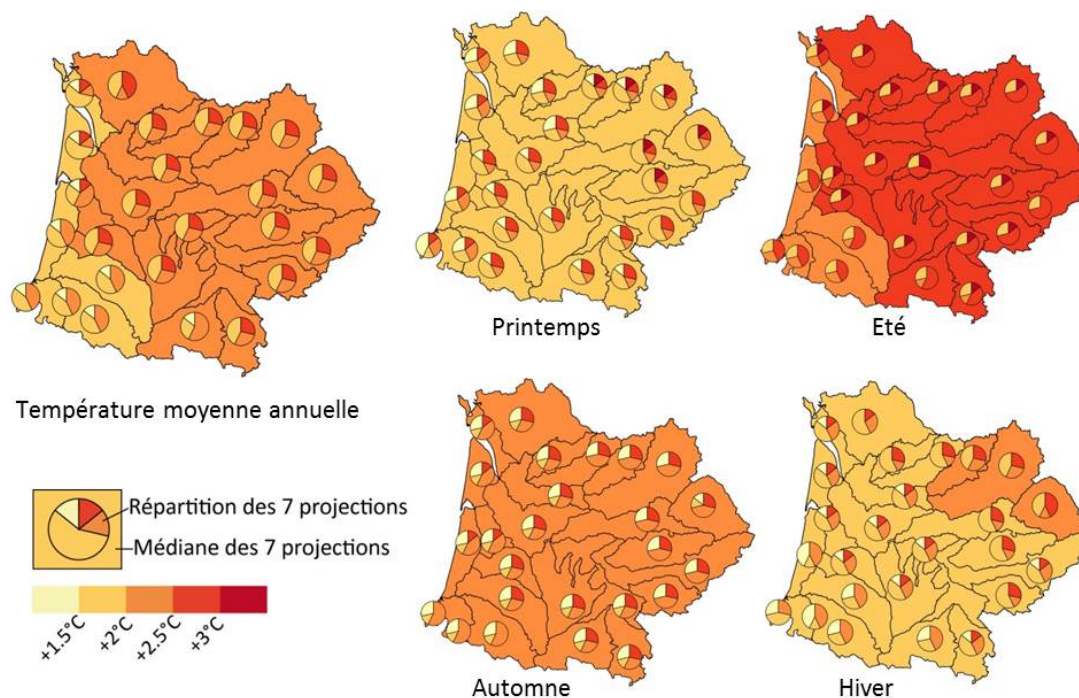 Printemps
Eté
Température moyenne annuelle
Répartition des 7 projections
Médiane des 7 projections
+1.5°C
+2°C
+2.5°C
+3°C
Automne
Hiver